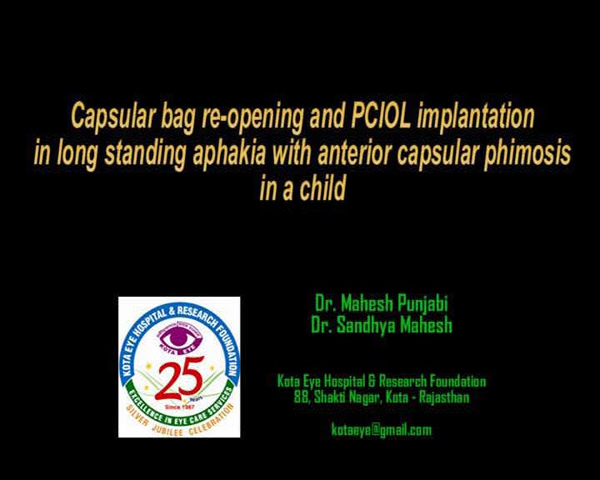 Capsular bag re-opening and PCIOL implantation
in long standing aphakia with anterior capsular phimosis
in a child
Dr. Mahesh Punjabi
Dr. Sandhya Mahesh
Kota Eye Hospital & Research Foundation
88, Shakti Nagar, Kota - Rajasthan
kotaeye@gmail.com
KOTA EYE HOSPITAL & RESEARCH FOUNDATION
KOTA EYE
25
Since 1987
EXCELLENCE IN EYE CARE SERVICES
SILVER JUBILEE CELEBRATION